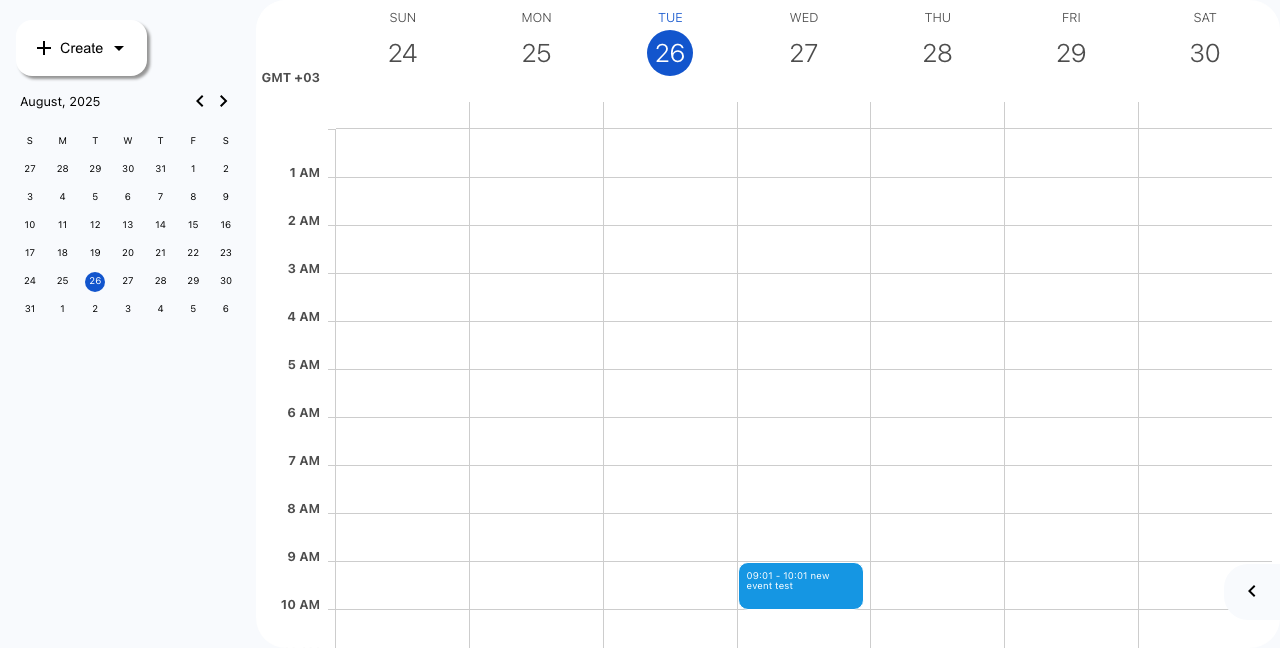 Create
August, 2025
S M T W T F S
27 28 29 30 31 1 2
3 4 5 6 7 8 9
10 11 12 13 14 15 16
17 18 19 20 21 22 23
24 25 26 27 28 29 30
31 1 2 3 4 5 6
SUN MON TUE WED THU FRI SAT
24 25 26 27 28 29 30
GMT +03
1 AM
2 AM
3 AM
4 AM
5 AM
6 AM
7 AM
8 AM
9 AM
09:01 - 10:01 new
event test
10 AM